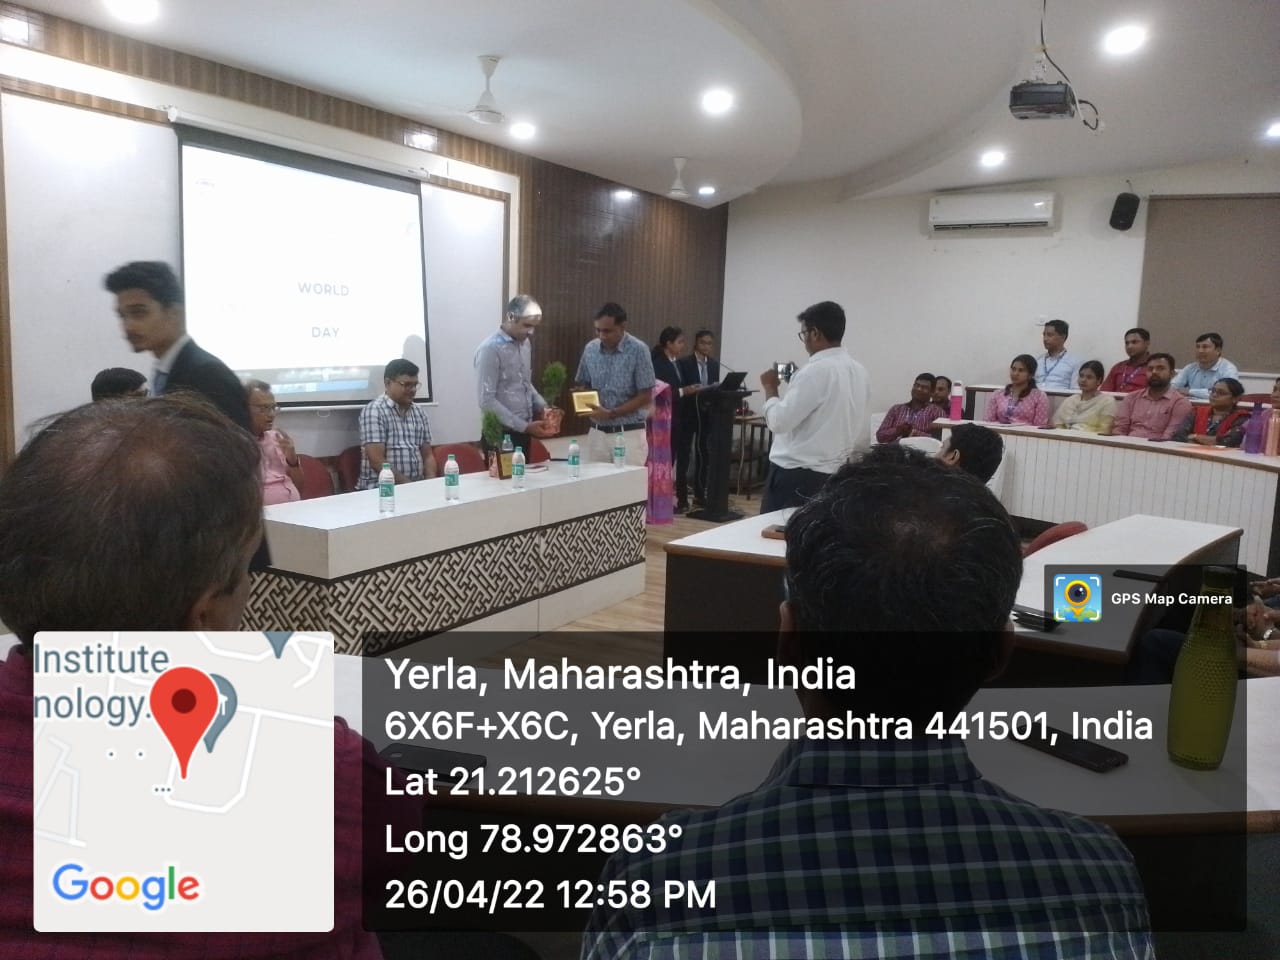 WORLD
DAY
GPS Map Camera
Institute
nology.
...
Google
Yerla, Maharashtra, India
6X6F+X6C, Yerla, Maharashtra 441501, India
Lat 21.212625°
Long 78.972863°
26/04/22 12:58 PM